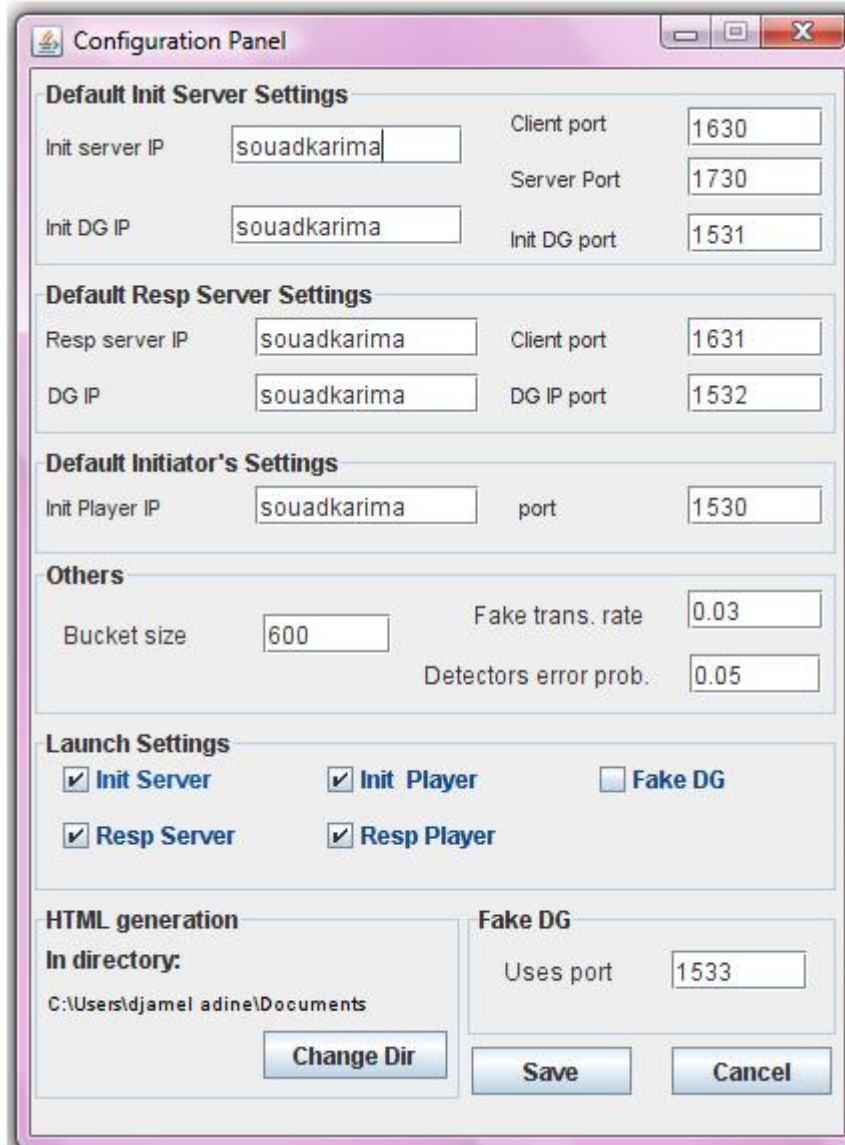 Configuration Panel
Default Init Server Settings
Init server IP souadkarima Client port 1630
Server Port 1730
Init DG IP souadkarima Init DG port 1531
Default Resp Server Settings
Resp server IP souadkarima Client port 1631
DG IP souadkarima DG IP port 1532
Default Initiator's Settings
Init Player IP souadkarima port 1530
Others
Bucket size 600 Fake trans. rate 0.03
Detectors error prob. 0.05
Launch Settings
Init Server Init Player Fake DG
Resp Server Resp Player
HTML generation
In directory:
C:\Users\djamel adine\Documents
Change Dir
Fake DG
Uses port 1533
Save Cancel